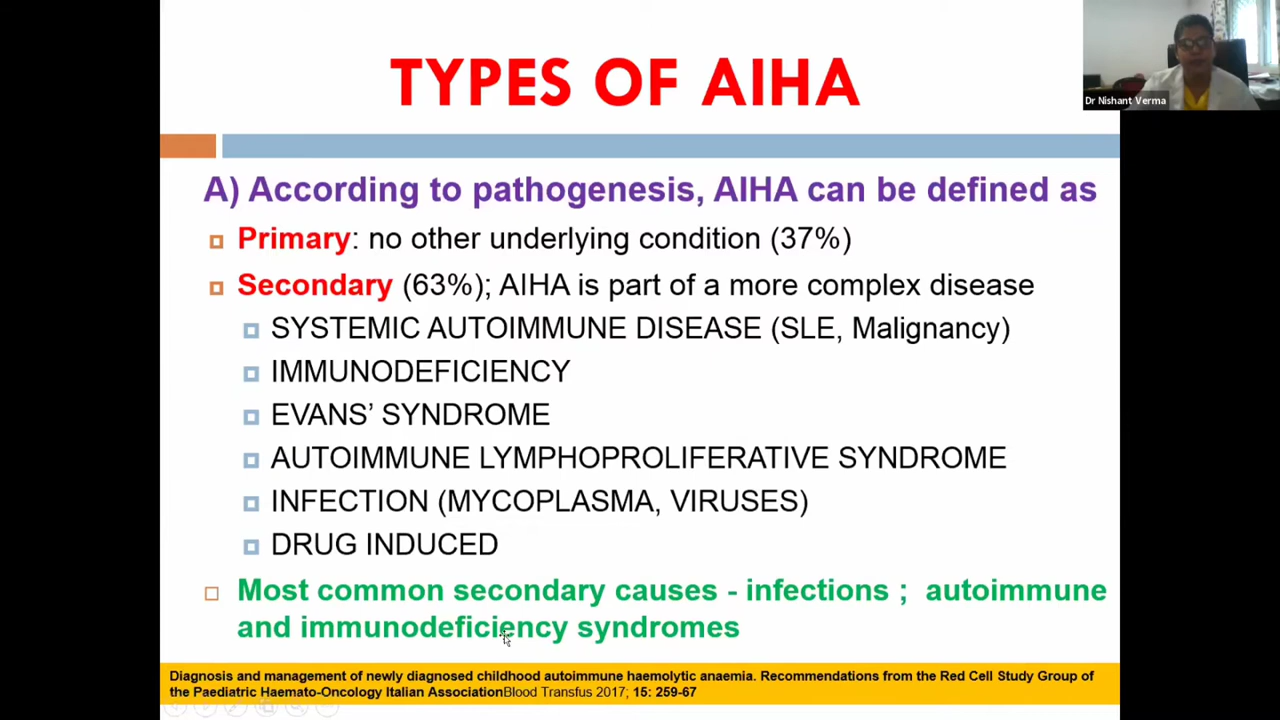 TYPES OF AIHA
Dr Nishant Verma
A) According to pathogenesis, AIHA can be defined as
Primary: no other underlying condition (37%)
Secondary (63%); AIHA is part of a more complex disease
SYSTEMIC AUTOIMMUNE DISEASE (SLE, Malignancy)
IMMUNODEFICIENCY
EVANS’ SYNDROME
AUTOIMMUNE LYMPHOPROLIFERATIVE SYNDROME
INFECTION (MYCOPLASMA, VIRUSES)
DRUG INDUCED
Most common secondary causes - infections ; autoimmune
and immunodeficiency syndromes
Diagnosis and management of newly diagnosed childhood autoimmune haemolytic anaemia. Recommendations from the Red Cell Study Group of
the Paediatric Haemato-Oncology Italian AssociationBlood Transfus 2017; 15: 259-67